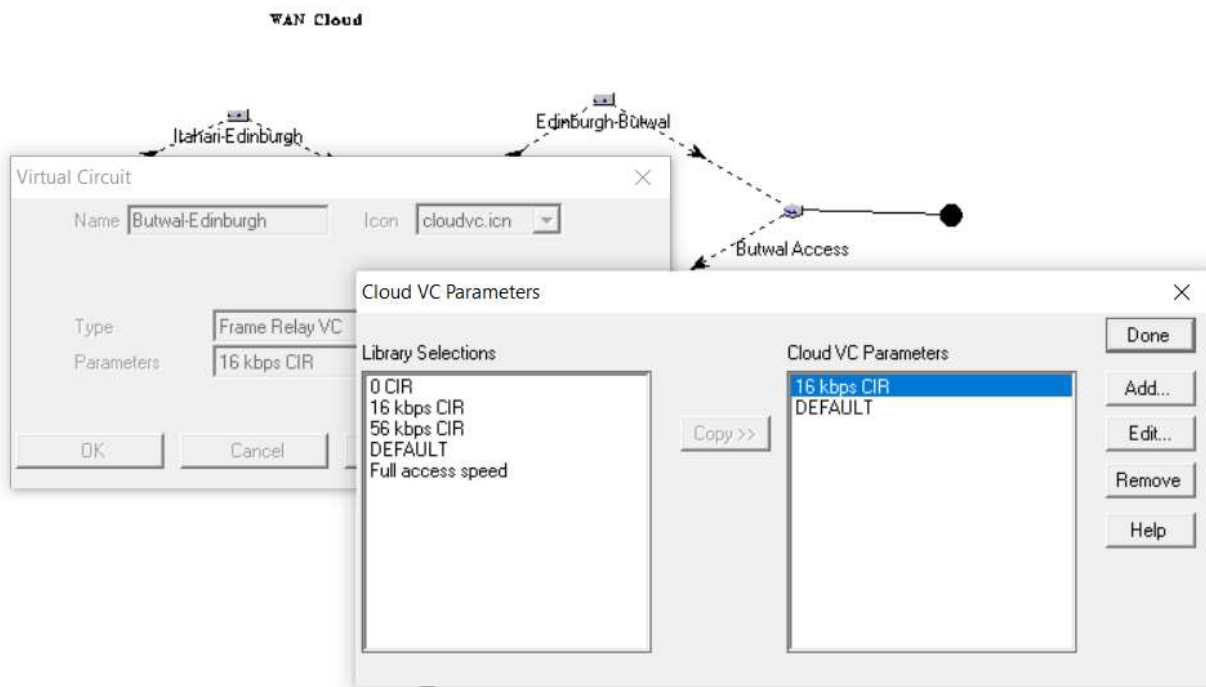 WAN Cloud
Itahari-Edinburgh
Edinburgh-Butwal
Virtual Circuit
Name Butwal-Edinburgh Icon cloudvc.icn
Butwal Access
Cloud VC Parameters
Type Frame Relay VC
Parameters 16 kbps CIR
OK Cancel
Library Selections
0 CIR
16 kbps CIR
56 kbps CIR
DEFAULT
Full access speed
Copy >>
Cloud VC Parameters
16 kbps CIR
DEFAULT
Done
Add...
Edit...
Remove
Help